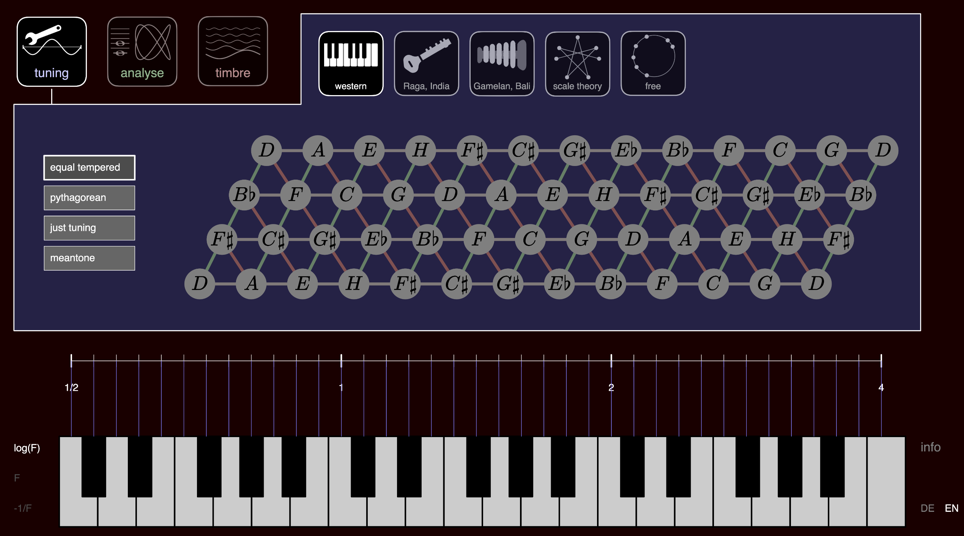 tuning analyse timbre
western Raga, India Gamelan, Bali scale theory free
D A E H F♯ C♯ G♯ E♭ B♭ F C G D
equal tempered
B♭ F C G D A E H F♯ C♯ G♯ E♭ B♭
pythagorean
just tuning
F♯ C♯ G♯ E♭ B♭ F C G D A E H F♯
meantone
D A E H F♯ C♯ G♯ E♭ B♭ F C G D
1/2 1 2 4
log(F)
info
F
-1/F
DE EN